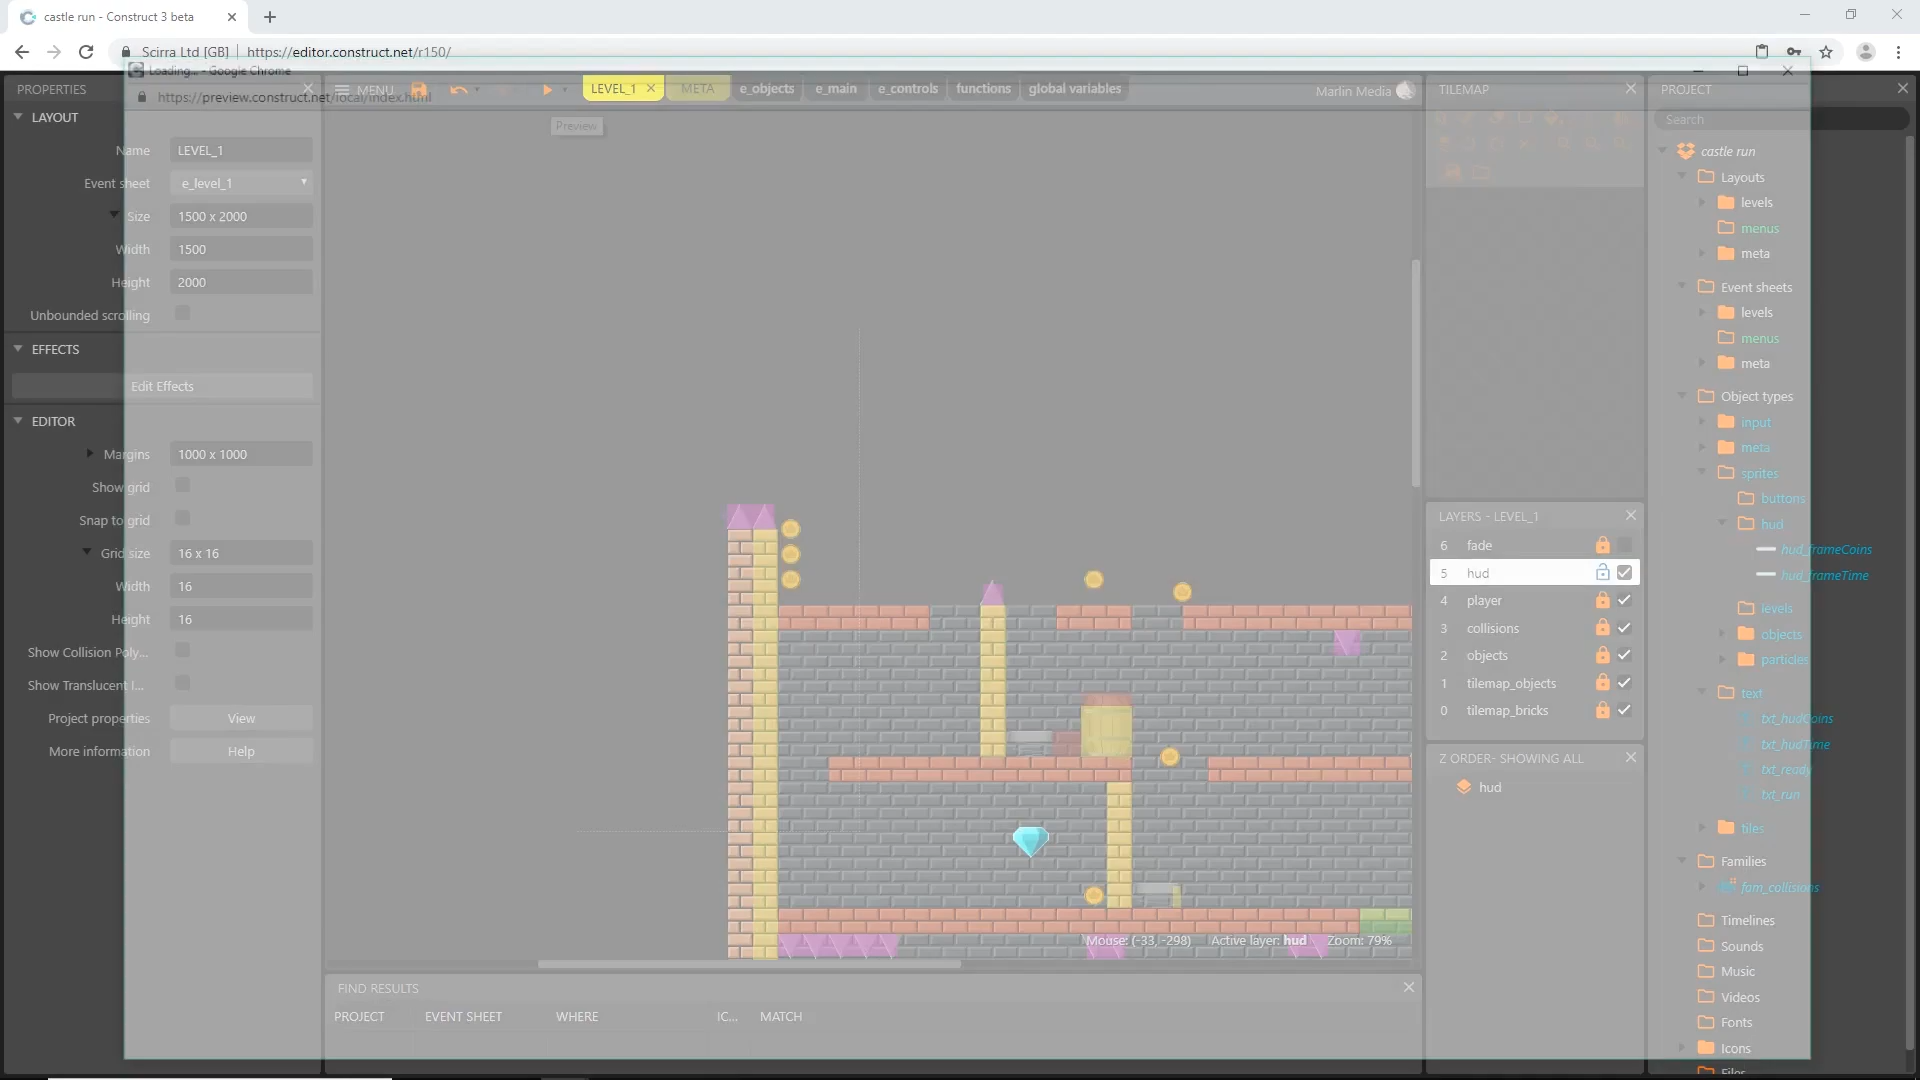 castle run - Construct 3 beta
Scirra Ltd [GB]
https://editor.construct.net/r150/
Loading... - Google Chrome
https://preview.construct.net/local/index.html
PROPERTIES
LAYOUT
Name LEVEL_1
Event sheet e_level_1
Size 1500 x 2000
Width 1500
Height 2000
Unbounded scrolling
EFFECTS
Edit Effects
EDITOR
Margins 1000 x 1000
Show grid
Snap to grid
Grid size 16 x 16
Width 16
Height 16
Show Collision Poly...
Show Translucent I...
Project properties View
More information Help
MENU
LEVEL_1
META
e_objects
e_main
e_controls
functions
global variables
Marlin Media
Preview
Mouse: (-33, -298) Active layer: hud Zoom: 79%
FIND RESULTS
PROJECT EVENT SHEET WHERE IC... MATCH
TILEMAP
LAYERS - LEVEL_1
6 fade
5 hud
4 player
3 collisions
2 objects
1 tilemap_objects
0 tilemap_bricks
Z ORDER- SHOWING ALL
hud
PROJECT
Search
castle run
Layouts
levels
menus
meta
Event sheets
levels
menus
meta
Object types
input
meta
sprites
buttons
hud
hud_frameCoins
hud_frameTime
levels
objects
particles
text
txt_hudCoins
txt_hudTime
txt_ready
txt_run
tiles
Families
fam_collisions
Timelines
Sounds
Music
Videos
Fonts
Icons
Files